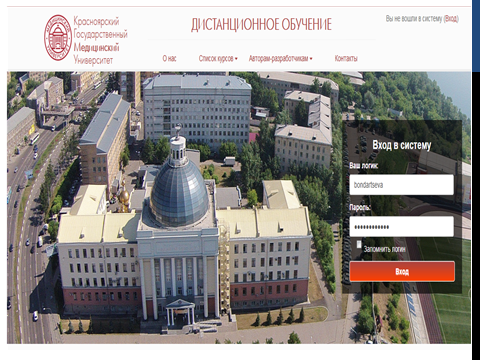 Красноярский
Государственный
Медицинский
Университет
ДИСТАНЦИОННОЕ ОБУЧЕНИЕ
Вы не вошли в систему (Вход)
О нас
Список курсов
Авторам-разработчикам
Контакты
Вход в систему
Ваш логин:
bondartseva
Пароль:
••••••••••••
Запомнить логин
Вход